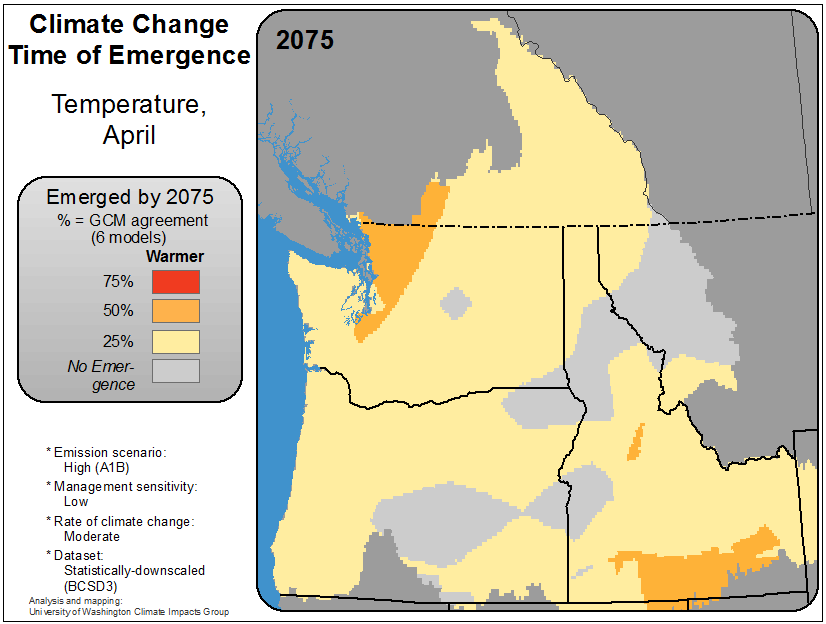 Climate Change
Time of Emergence
Temperature,
April
Emerged by 2075
% = GCM agreement
(6 models)
Warmer
75%
50%
25%
No Emer-
gence
* Emission scenario:
High (A1B)
* Management sensitivity:
Low
* Rate of climate change:
Moderate
* Dataset:
Statistically-downscaled
(BCSD3)
Analysis and mapping:
University of Washington Climate Impacts Group
2075